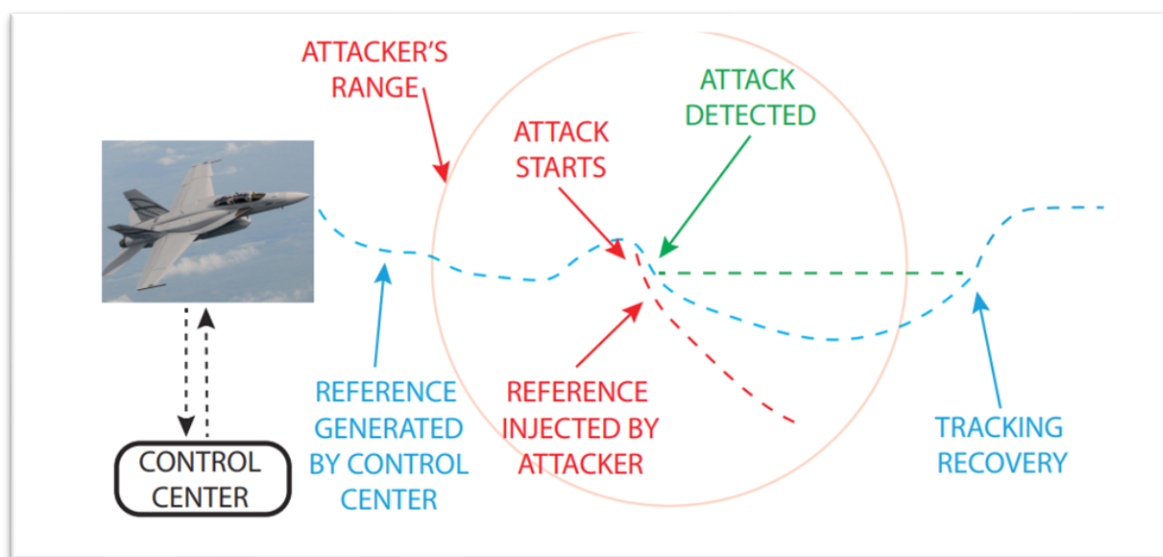 ATTACKER'S
RANGE
ATTACK
DETECTED
ATTACK
STARTS
REFERENCE
GENERATED
BY CONTROL
CENTER
REFERENCE
INJECTED BY
ATTACKER
TRACKING
RECOVERY
CONTROL
CENTER